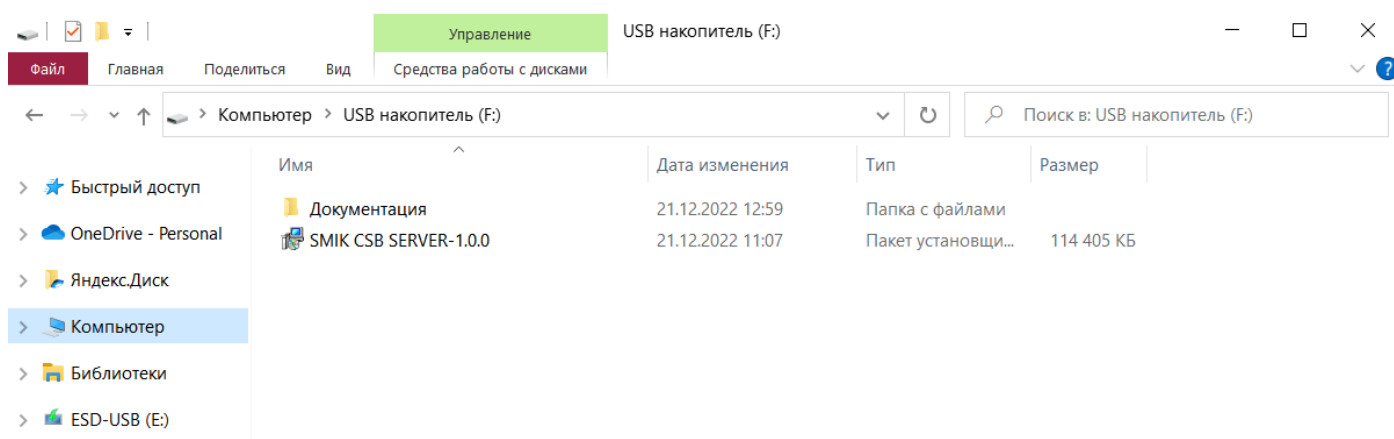 Управление USB накопитель (F:)
Файл Главная Поделиться Вид Средства работы с дисками ?
Компьютер USB накопитель (F:) Поиск в: USB накопитель (F:)
Имя Дата изменения Тип Размер
Быстрый доступ
Документация 21.12.2022 12:59 Папка с файлами
OneDrive - Personal SMIK CSB SERVER-1.0.0 21.12.2022 11:07 Пакет установщи... 114 405 КБ
Яндекс.Диск
Компьютер
Библиотеки
ESD-USB (E:)